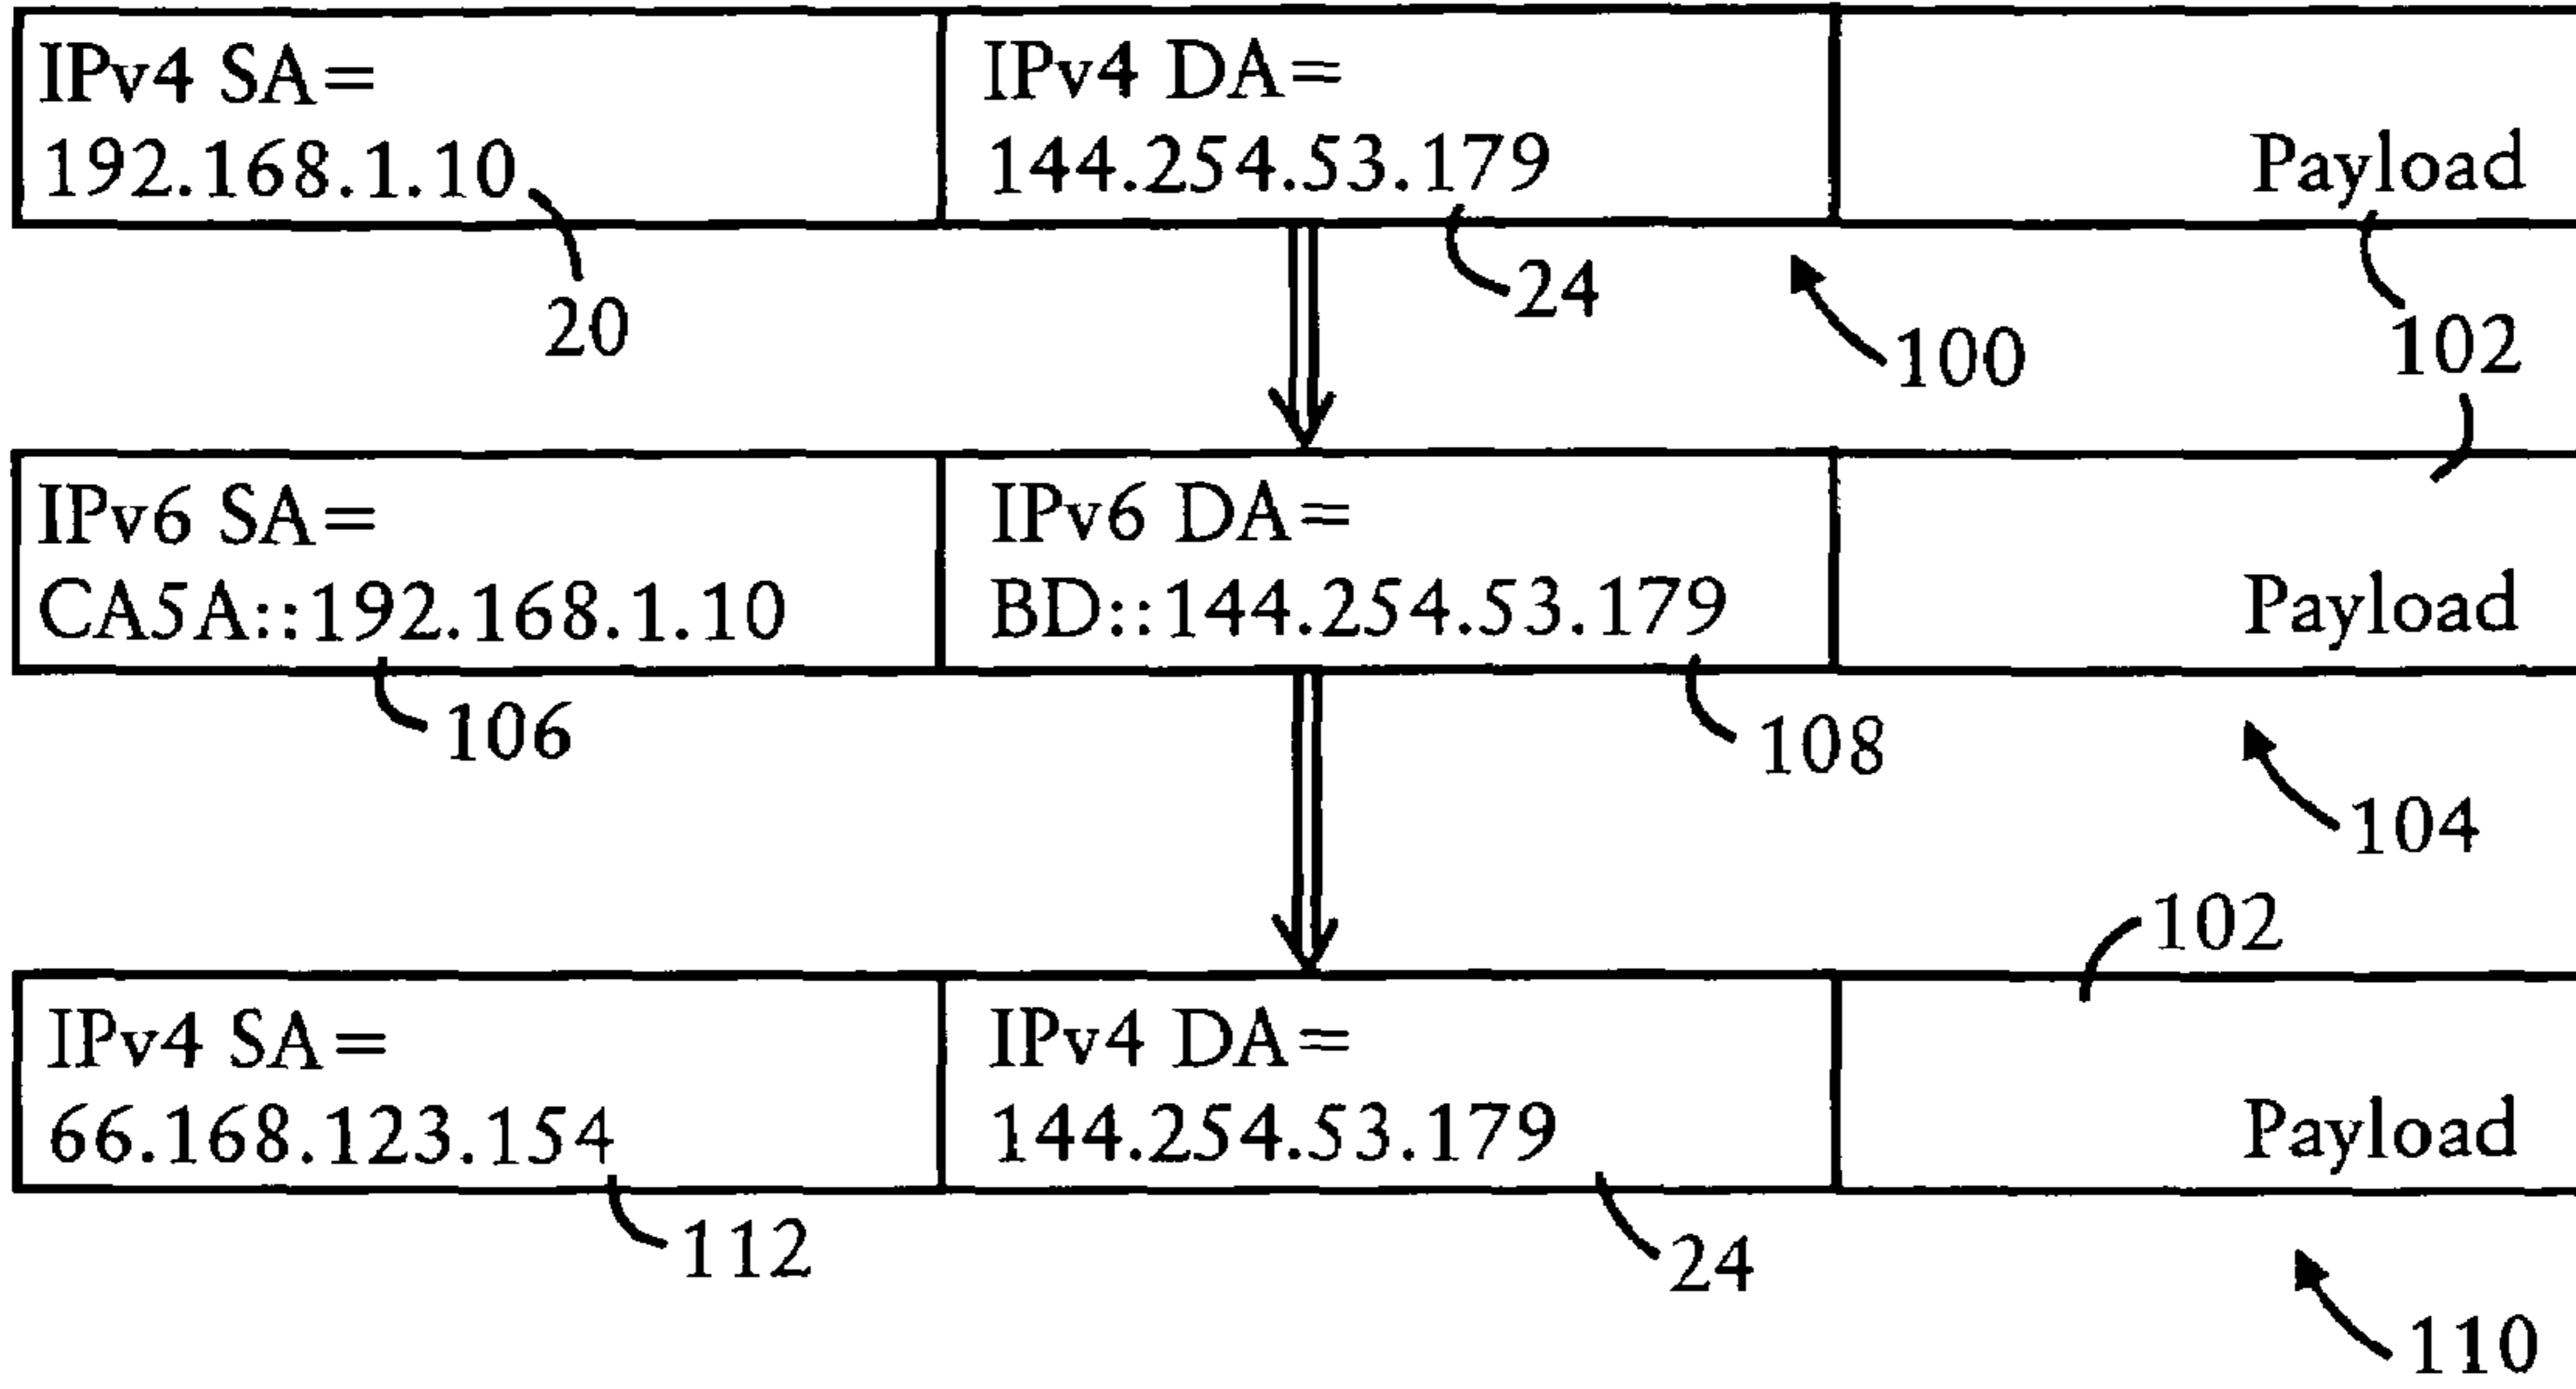 IPv4 SA=
192.168.1.10
IPv4 DA=
144.254.53.179
Payload
20
24
100
102
IPv6 SA=
CA5A::192.168.1.10
IPv6 DA=
BD::144.254.53.179
Payload
106
108
104
102
IPv4 SA=
66.168.123.154
IPv4 DA=
144.254.53.179
Payload
112
24
110